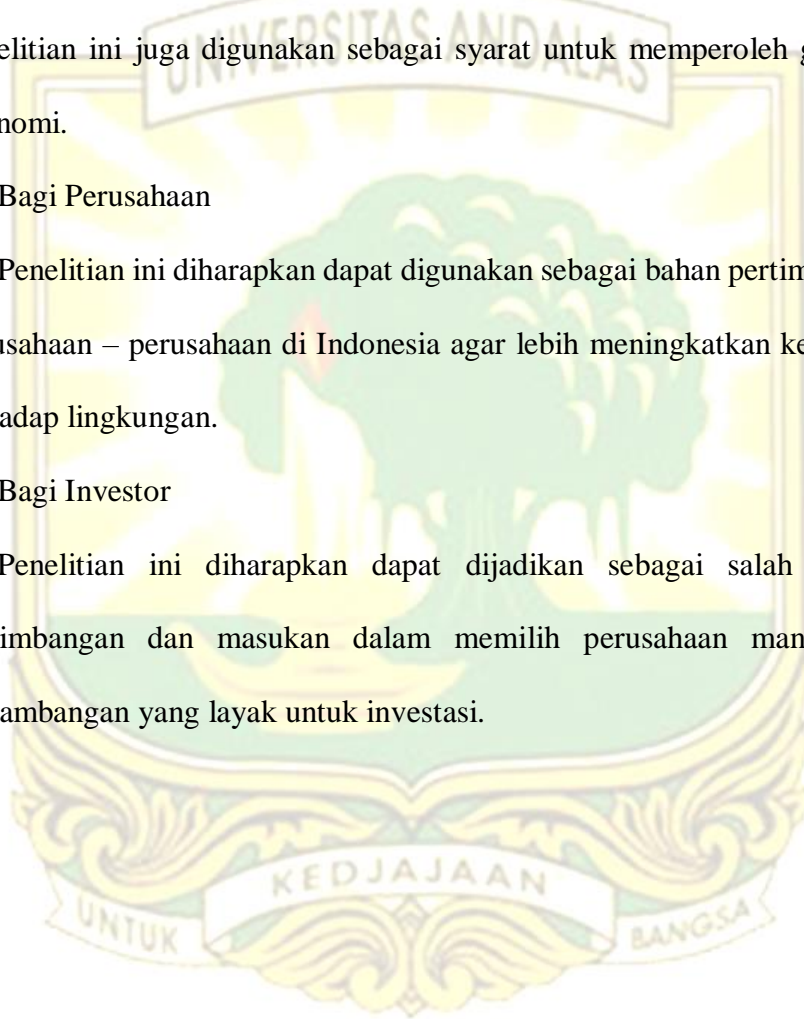 UNIVERSITAS ANDALAS
elitian ini juga digunakan sebagai syarat untuk memperoleh g
nomi.
Bagi Perusahaan
Penelitian ini diharapkan dapat digunakan sebagai bahan pertim
usahaan – perusahaan di Indonesia agar lebih meningkatkan ke
adap lingkungan.
Bagi Investor
Penelitian ini diharapkan dapat dijadikan sebagai salah
imbangan dan masukan dalam memilih perusahaan man
ambangan yang layak untuk investasi.
KEDJAJAAN
UNTUK BANGSA